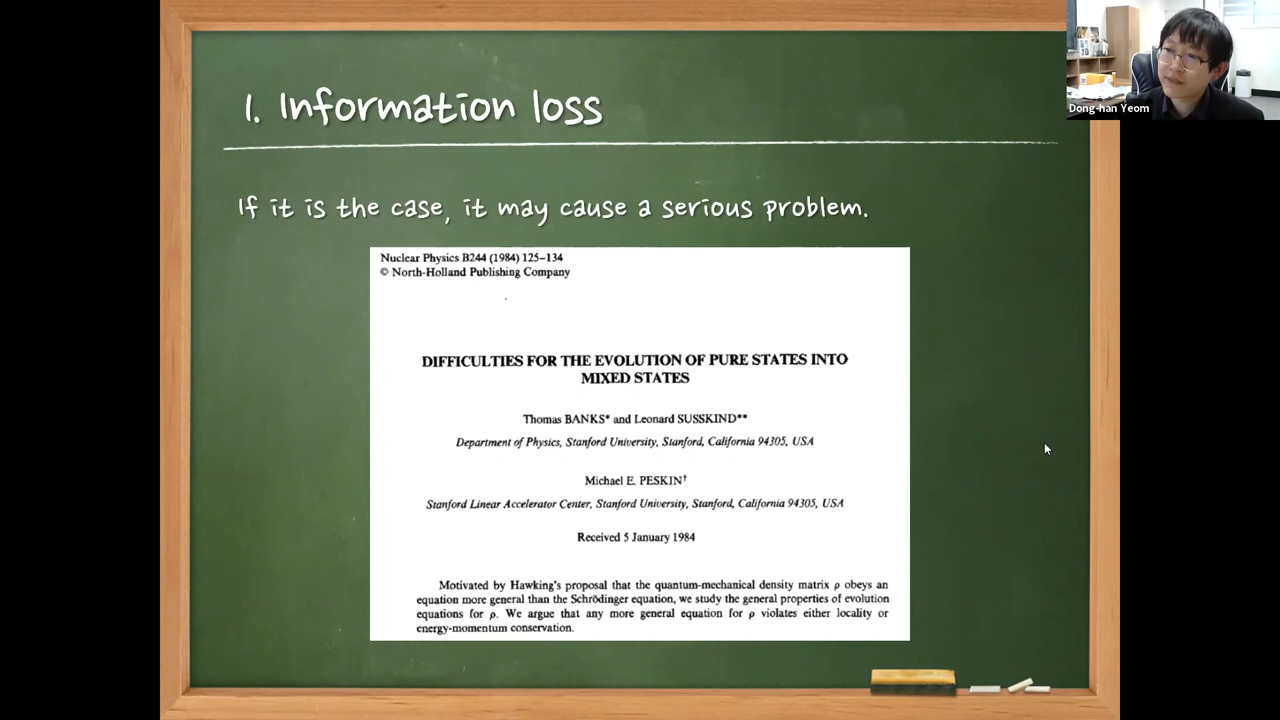 1. Information loss
Dong-han Yeom
If it is the case, it may cause a serious problem.
Nuclear Physics B244 (1984) 125–134
© North-Holland Publishing Company
DIFFICULTIES FOR THE EVOLUTION OF PURE STATES INTO
MIXED STATES
Thomas BANKS* and Leonard SUSSKIND**
Department of Physics, Stanford University, Stanford, California 94305, USA
Michael E. PESKIN†
Stanford Linear Accelerator Center, Stanford University, Stanford, California 94305, USA
Received 5 January 1984
Motivated by Hawking's proposal that the quantum-mechanical density matrix ρ obeys an
equation more general than the Schrödinger equation, we study the general properties of evolution
equations for ρ. We argue that any more general equation for ρ violates either locality or
energy-momentum conservation.